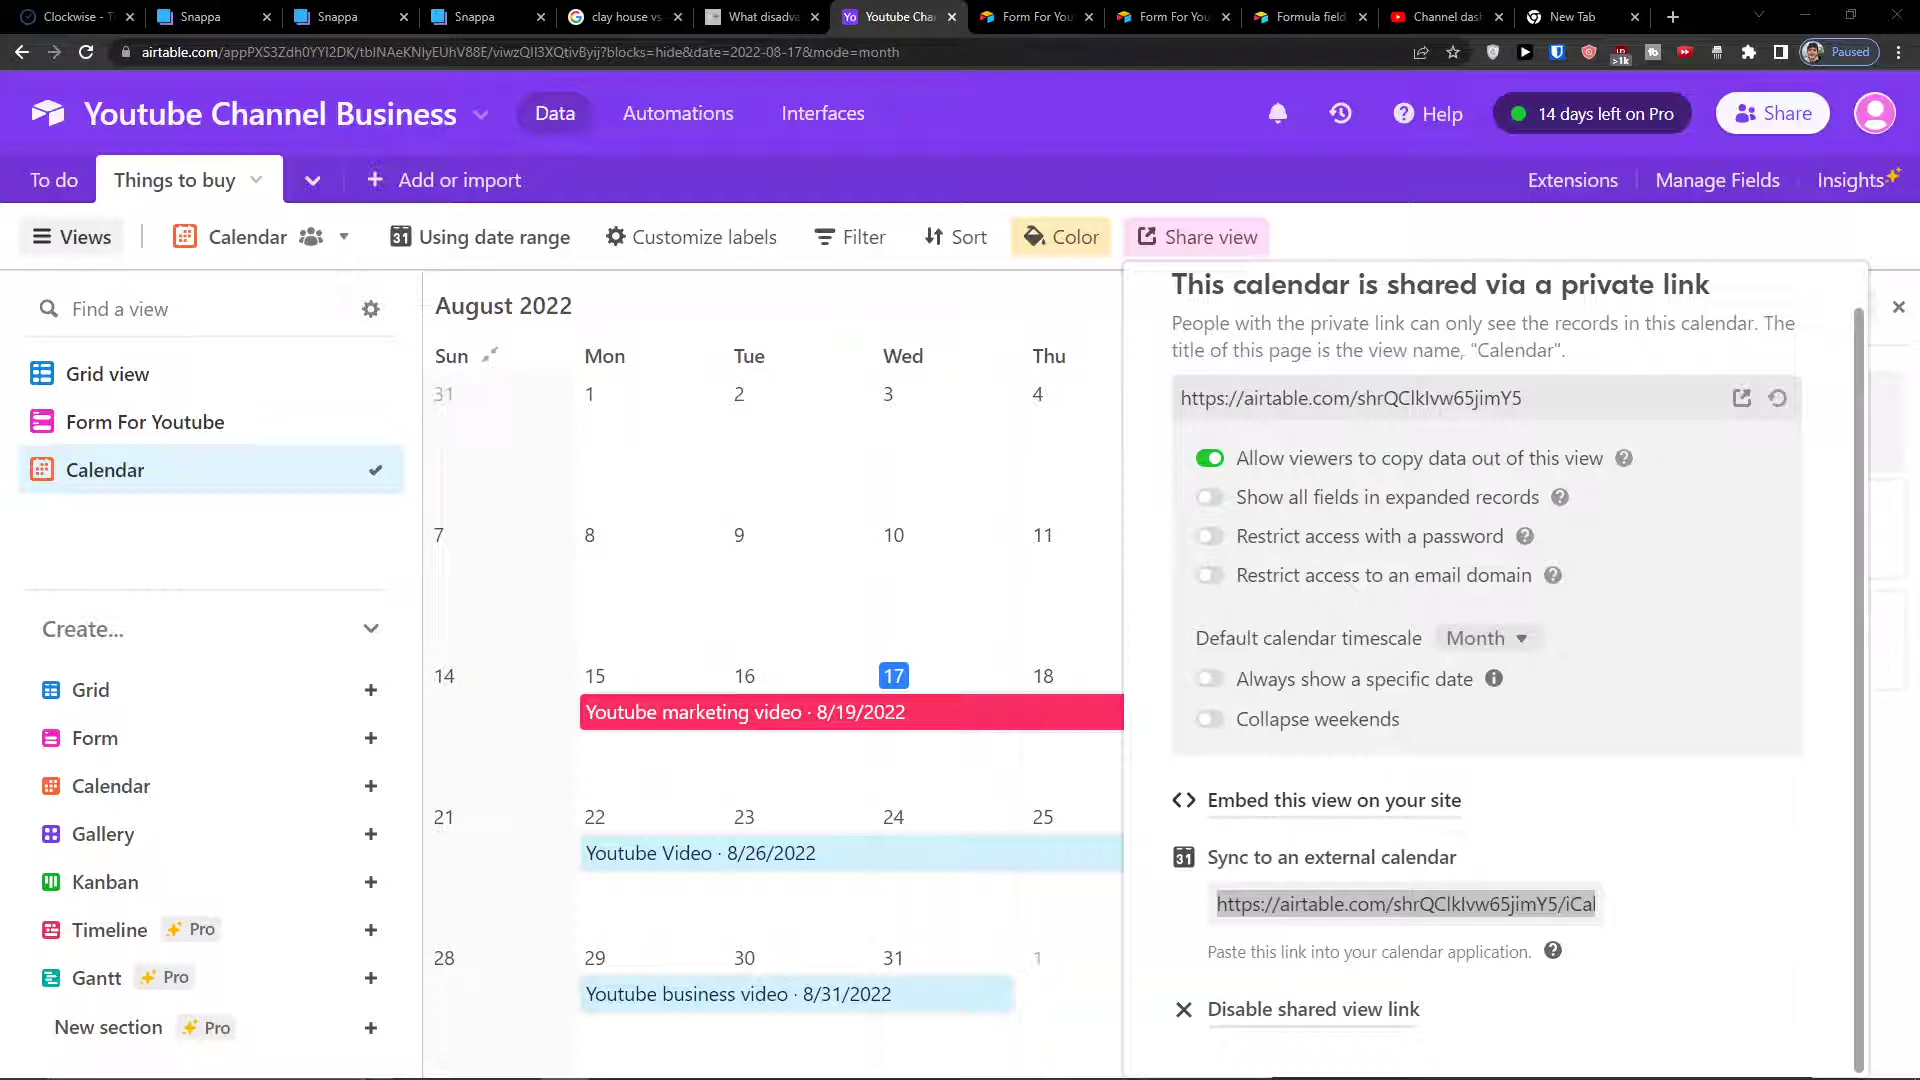 Clockwise - T
Snappa
Snappa
Snappa
clay house vs
What disadva
Youtube Cha
Form For You
Form For You
Formula field
Channel das
New Tab
airtable.com/appPXS3Zdh0YYI2DK/tblNAeKNlyEUhV88E/viwzQIl3XQtivByij?blocks=hide&date=2022-08-17&mode=month
>1k
Paused
Youtube Channel Business
Data
Automations
Interfaces
Help
14 days left on Pro
Share
To do
Things to buy
Add or import
Extensions
Manage Fields
Insights
Views
Calendar
31 Using date range
Customize labels
Filter
Sort
Color
Share view
Find a view
Grid view
Form For Youtube
Calendar
Create...
Grid
Form
Calendar
Gallery
Kanban
Timeline Pro
Gantt Pro
New section Pro
August 2022
Sun Mon Tue Wed Thu
31 1 2 3 4
7 8 9 10 11
14 15 16 17 18
Youtube marketing video · 8/19/2022
21 22 23 24 25
Youtube Video · 8/26/2022
28 29 30 31 1
Youtube business video · 8/31/2022
This calendar is shared via a private link
People with the private link can only see the records in this calendar. The
title of this page is the view name, "Calendar".
https://airtable.com/shrQClkIvw65jimY5
Allow viewers to copy data out of this view
Show all fields in expanded records
Restrict access with a password
Restrict access to an email domain
Default calendar timescale Month
Always show a specific date
Collapse weekends
Embed this view on your site
31 Sync to an external calendar
https://airtable.com/shrQClkIvw65jimY5/iCal
Paste this link into your calendar application.
Disable shared view link